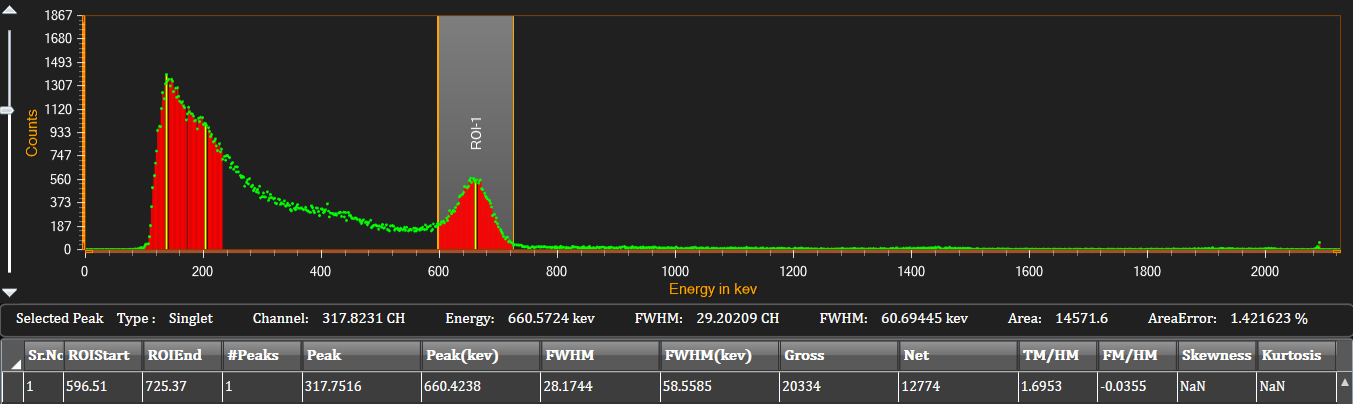 1867
1680
1493
1307
1120
933
747
560
373
187
0
Counts
ROI-1
0 200 400 600 800 1000 1200 1400 1600 1800 2000
Energy in kev
Selected Peak Type : Singlet Channel: 317.8231 CH Energy: 660.5724 kev FWHM: 29.20209 CH FWHM: 60.69445 kev Area: 14571.6 AreaError: 1.421623 %
Sr.No ROIStart ROIEnd #Peaks Peak Peak(kev) FWHM FWHM(kev) Gross Net TM/HM FM/HM Skewness Kurtosis
1 596.51 725.37 1 317.7516 660.4238 28.1744 58.5585 20334 12774 1.6953 -0.0355 NaN NaN